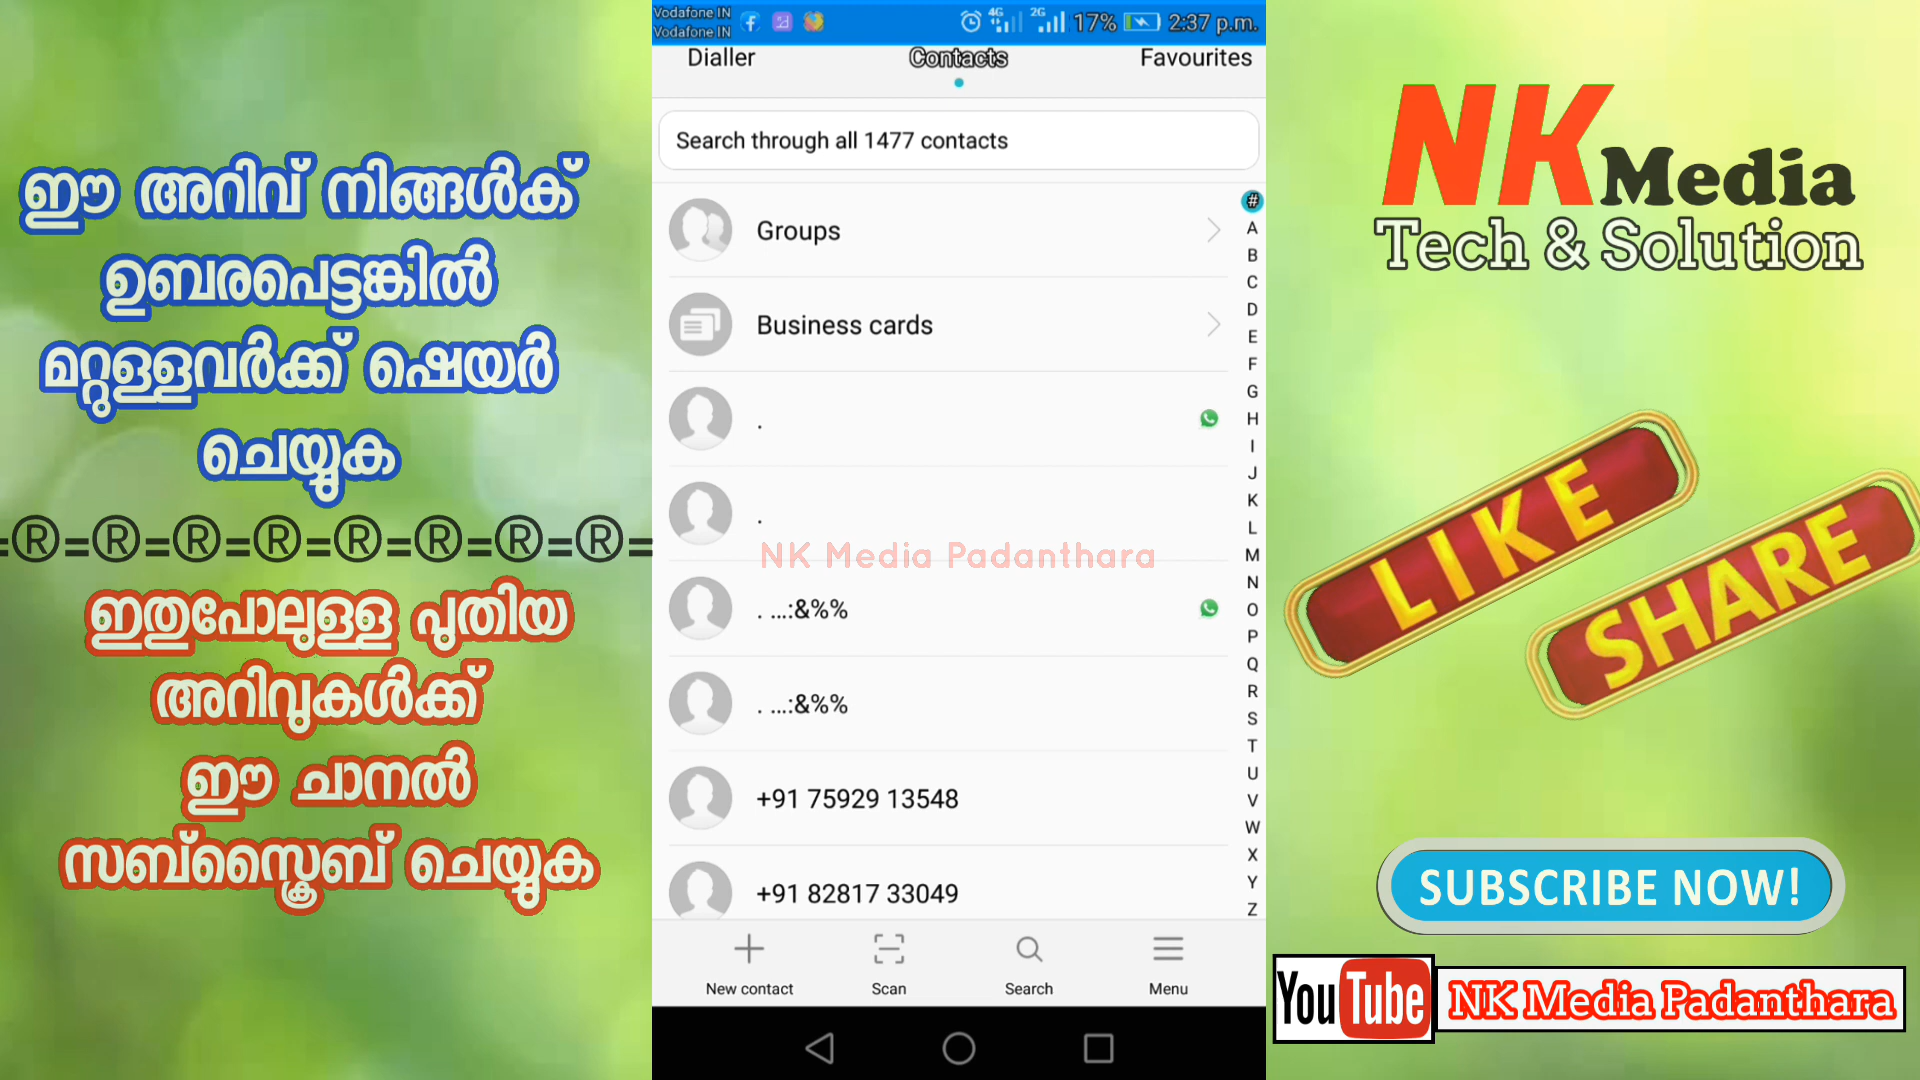 ഈ അറിവ് നിങ്ങൾക്
ഉബരപെട്ടങ്കിൽ
മറ്റുള്ളവർക്ക് ഷെയർ
ചെയ്യുക
=®=®=®=®=®=®=®=®=
ഇതുപോലുള്ള പുതിയ
അറിവുകൾക്ക്
ഈ ചാനൽ
സബ്സ്ക്രൈബ് ചെയ്യുക
Vodafone IN
Vodafone IN
4G 2G 17% 2:37 p.m.
Dialler Contacts Favourites
Search through all 1477 contacts
Groups
Business cards
.
.
. ...:&%%
. ...:&%%
+91 75929 13548
+91 82817 33049
#
A
B
C
D
E
F
G
H
I
J
K
L
M
N
O
P
Q
R
S
T
U
V
W
X
Y
Z
NK Media Padanthara
New contact Scan Search Menu
NK Media
Tech & Solution
LIKE
SHARE
SUBSCRIBE NOW!
YouTube NK Media Padanthara